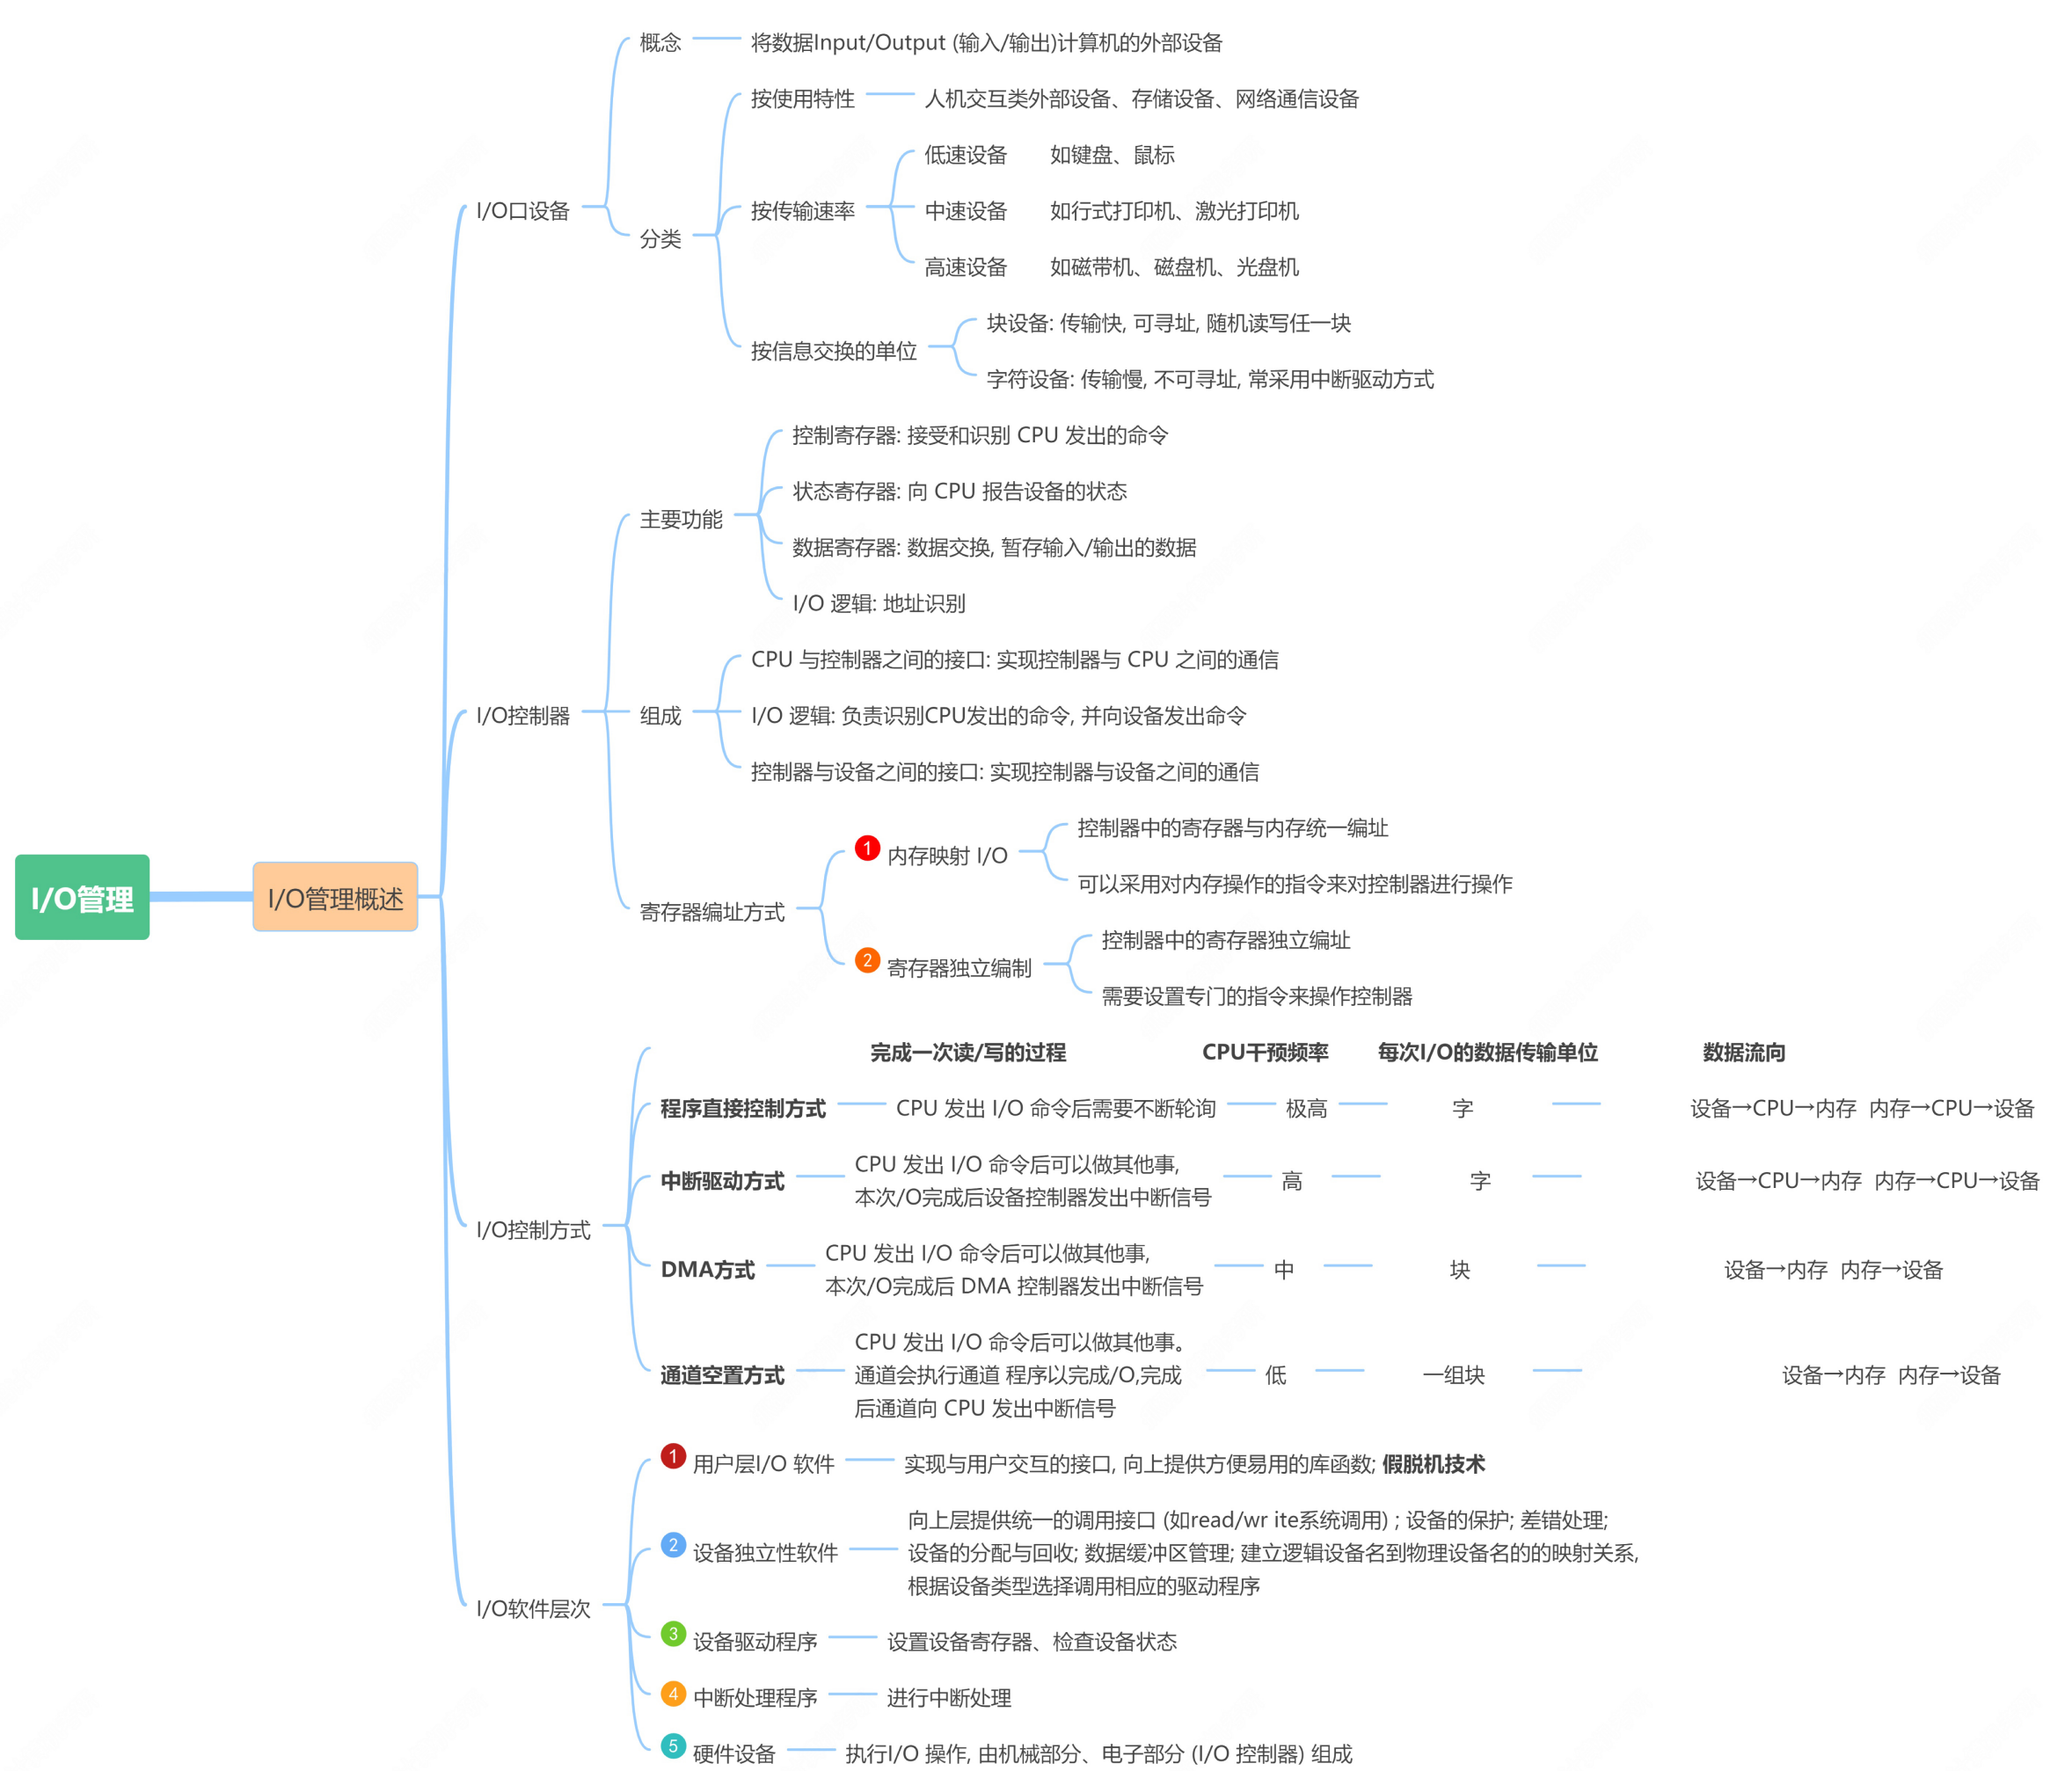 I/O管理
I/O管理概述
I/O口设备
概念
将数据Input/Output (输入/输出)计算机的外部设备
分类
按使用特性
人机交互类外部设备、存储设备、网络通信设备
按传输速率
低速设备 如键盘、鼠标
中速设备 如行式打印机、激光打印机
高速设备 如磁带机、磁盘机、光盘机
按信息交换的单位
块设备: 传输快, 可寻址, 随机读写任一块
字符设备: 传输慢, 不可寻址, 常采用中断驱动方式
I/O控制器
主要功能
控制寄存器: 接受和识别 CPU 发出的命令
状态寄存器: 向 CPU 报告设备的状态
数据寄存器: 数据交换, 暂存输入/输出的数据
I/O 逻辑: 地址识别
组成
CPU 与控制器之间的接口: 实现控制器与 CPU 之间的通信
I/O 逻辑: 负责识别CPU发出的命令, 并向设备发出命令
控制器与设备之间的接口: 实现控制器与设备之间的通信
寄存器编址方式
1 内存映射 I/O
控制器中的寄存器与内存统一编址
可以采用对内存操作的指令来对控制器进行操作
2 寄存器独立编制
控制器中的寄存器独立编址
需要设置专门的指令来操作控制器
I/O控制方式
完成一次读/写的过程 CPU干预频率 每次I/O的数据传输单位 数据流向
程序直接控制方式 CPU 发出 I/O 命令后需要不断轮询 极高 字 设备→CPU→内存 内存→CPU→设备
中断驱动方式
CPU 发出 I/O 命令后可以做其他事,
本次/O完成后设备控制器发出中断信号
高 字 设备→CPU→内存 内存→CPU→设备
DMA方式
CPU 发出 I/O 命令后可以做其他事,
本次/O完成后 DMA 控制器发出中断信号
中 块 设备→内存 内存→设备
通道空置方式
CPU 发出 I/O 命令后可以做其他事。
通道会执行通道 程序以完成/O,完成
后通道向 CPU 发出中断信号
低 一组块 设备→内存 内存→设备
I/O软件层次
1 用户层I/O 软件
实现与用户交互的接口, 向上提供方便易用的库函数; 假脱机技术
2 设备独立性软件
向上层提供统一的调用接口 (如read/wr ite系统调用) ; 设备的保护; 差错处理;
设备的分配与回收; 数据缓冲区管理; 建立逻辑设备名到物理设备名的的映射关系,
根据设备类型选择调用相应的驱动程序
3 设备驱动程序
设置设备寄存器、检查设备状态
4 中断处理程序
进行中断处理
5 硬件设备
执行I/O 操作, 由机械部分、电子部分 (I/O 控制器) 组成